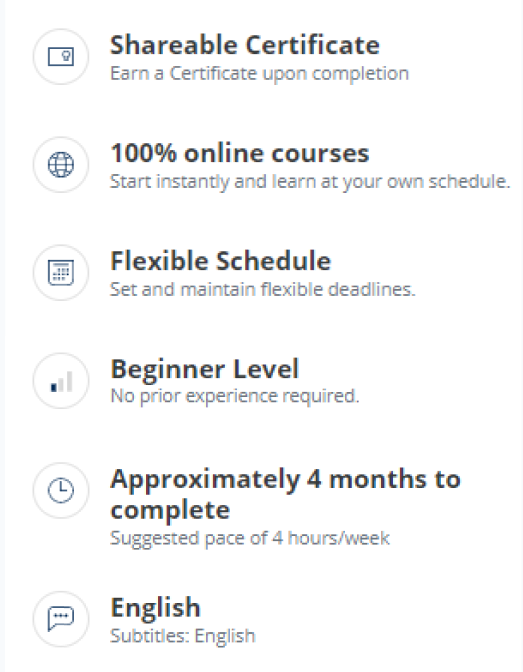 Shareable Certificate
Earn a Certificate upon completion
100% online courses
Start instantly and learn at your own schedule.
Flexible Schedule
Set and maintain flexible deadlines.
Beginner Level
No prior experience required.
Approximately 4 months to
complete
Suggested pace of 4 hours/week
English
Subtitles: English